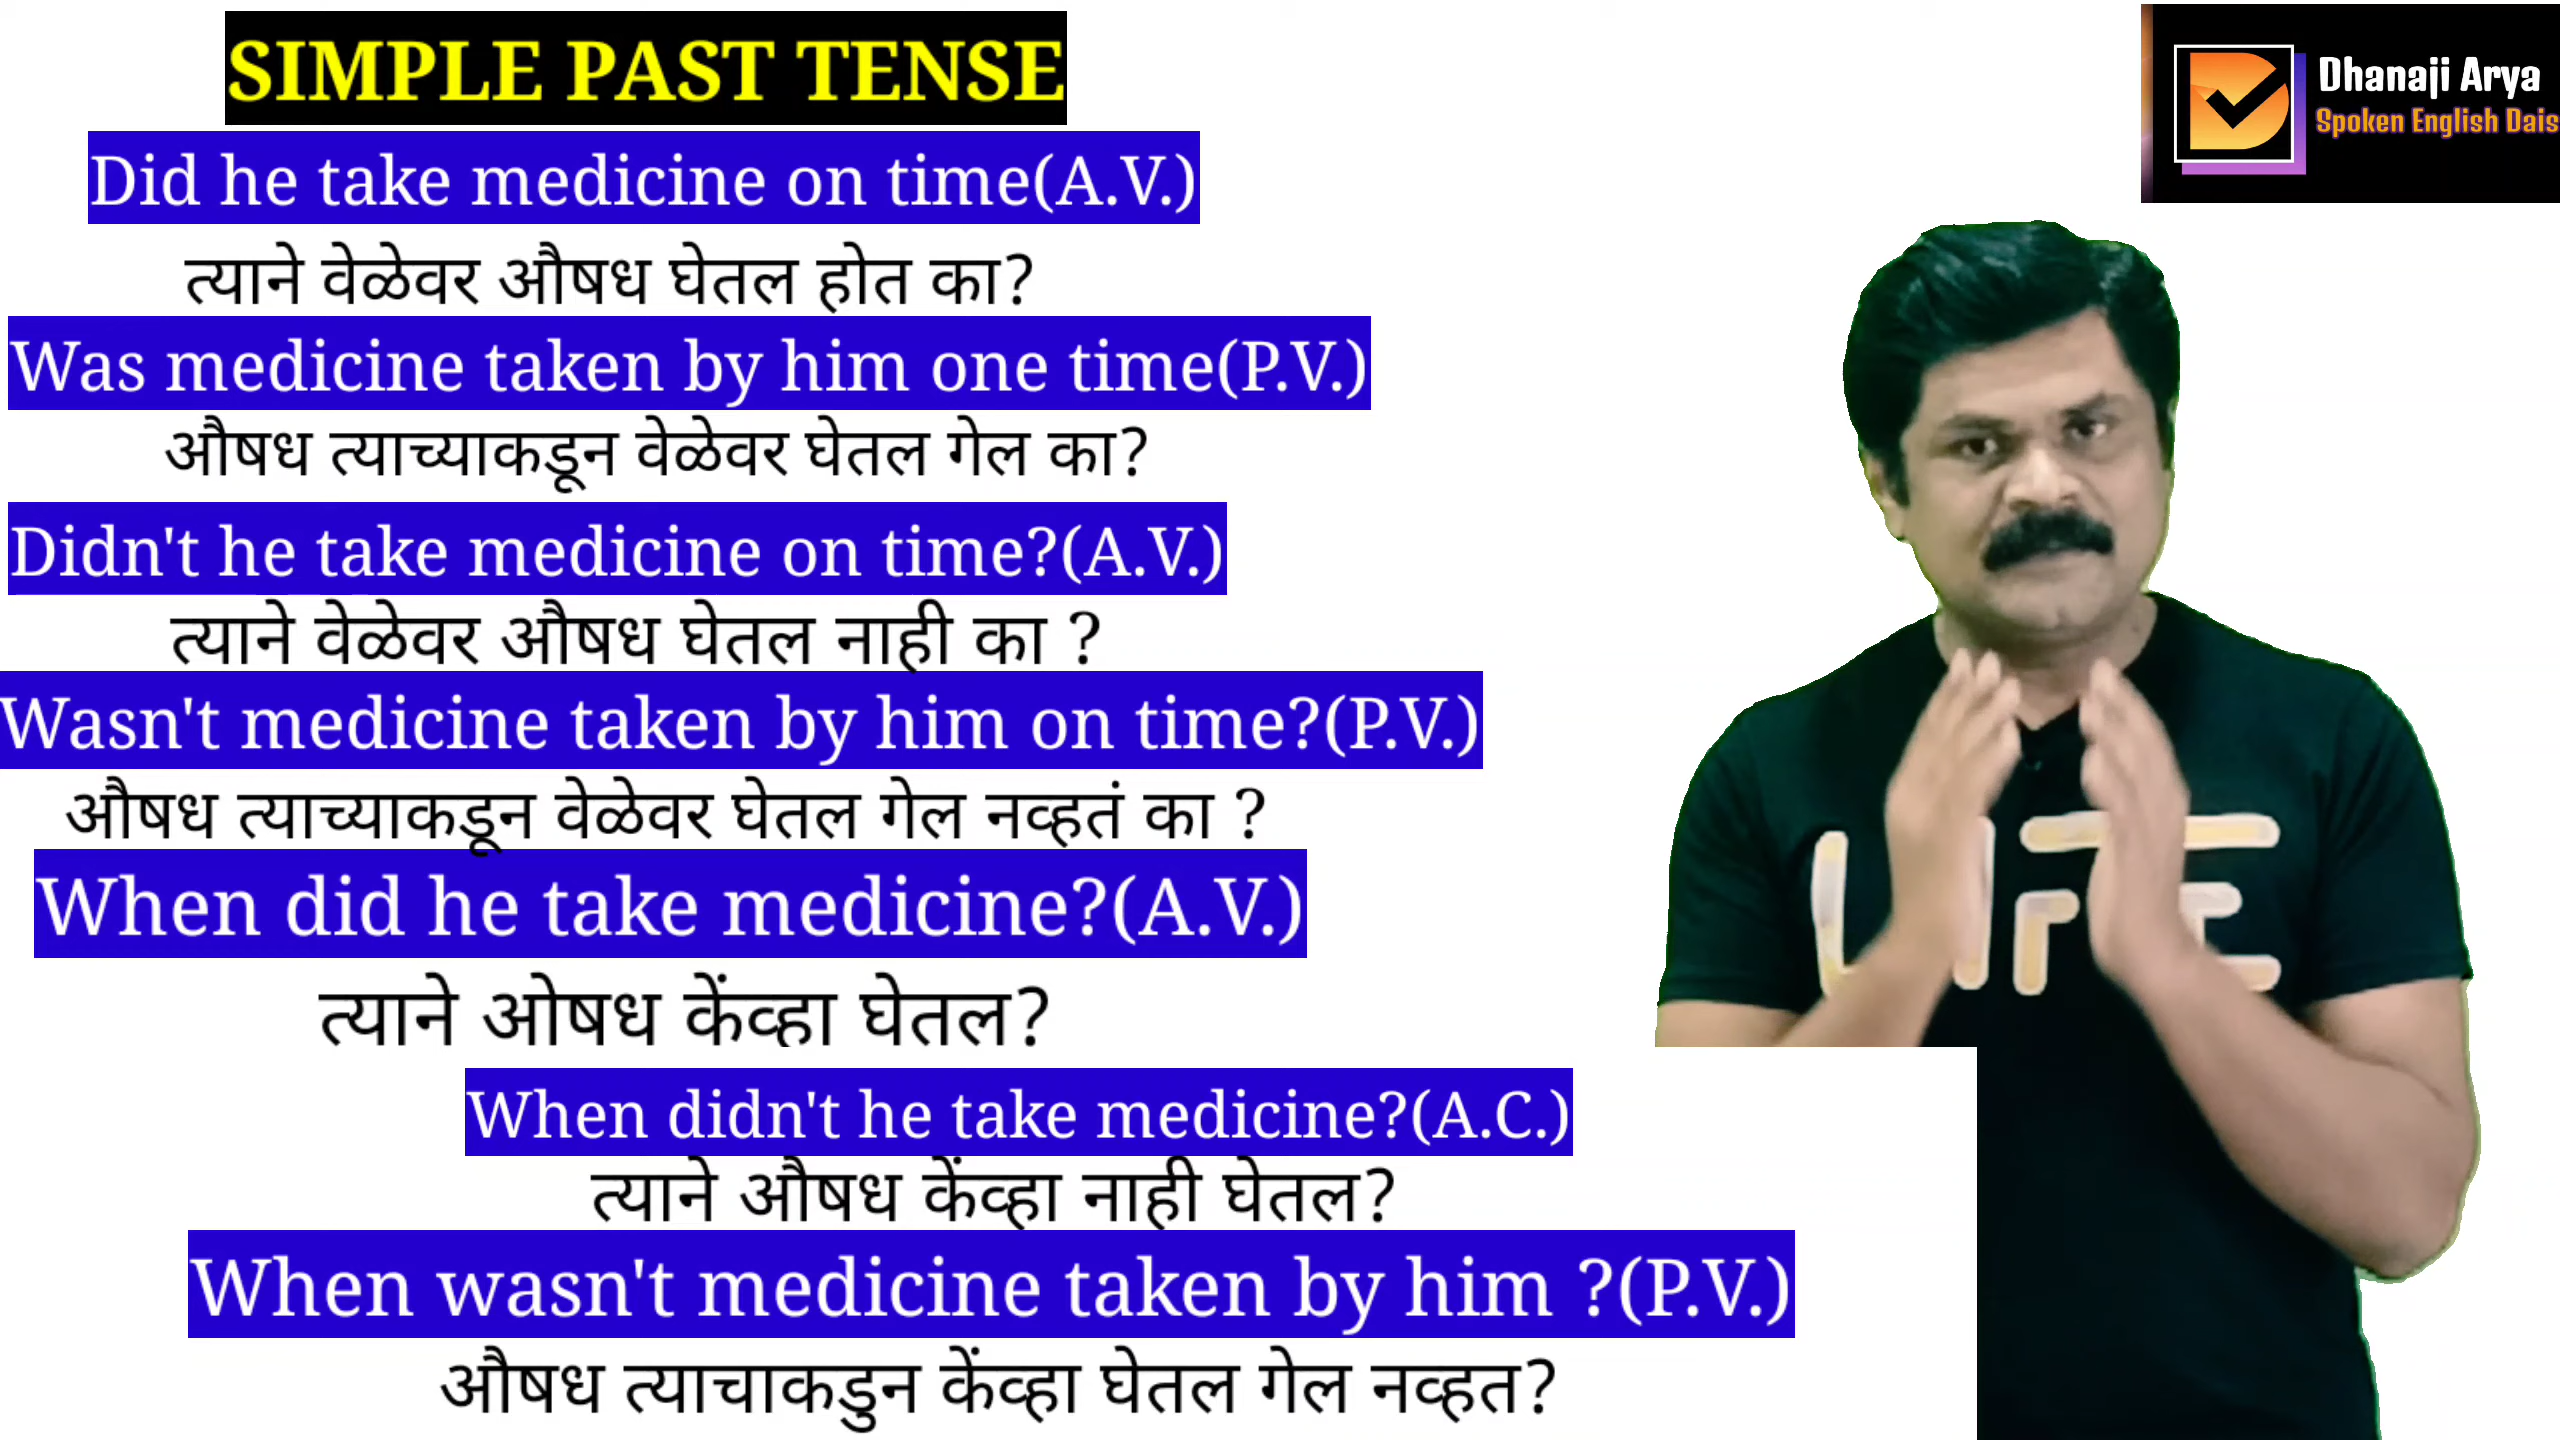 SIMPLE PAST TENSE
Dhanaji Arya
Spoken English Dais
Did he take medicine on time(A.V.)
त्याने वेळेवर औषध घेतल होत का?
Was medicine taken by him one time(P.V.)
औषध त्याच्याकडून वेळेवर घेतल गेल का?
Didn't he take medicine on time?(A.V.)
त्याने वेळेवर औषध घेतल नाही का ?
Wasn't medicine taken by him on time?(P.V.)
औषध त्याच्याकडून वेळेवर घेतल गेल नव्हतं का ?
When did he take medicine?(A.V.)
त्याने ओषध केंव्हा घेतल?
When didn't he take medicine?(A.C.)
त्याने औषध केंव्हा नाही घेतल?
When wasn't medicine taken by him ?(P.V.)
औषध त्याचाकडुन केंव्हा घेतल गेल नव्हत?